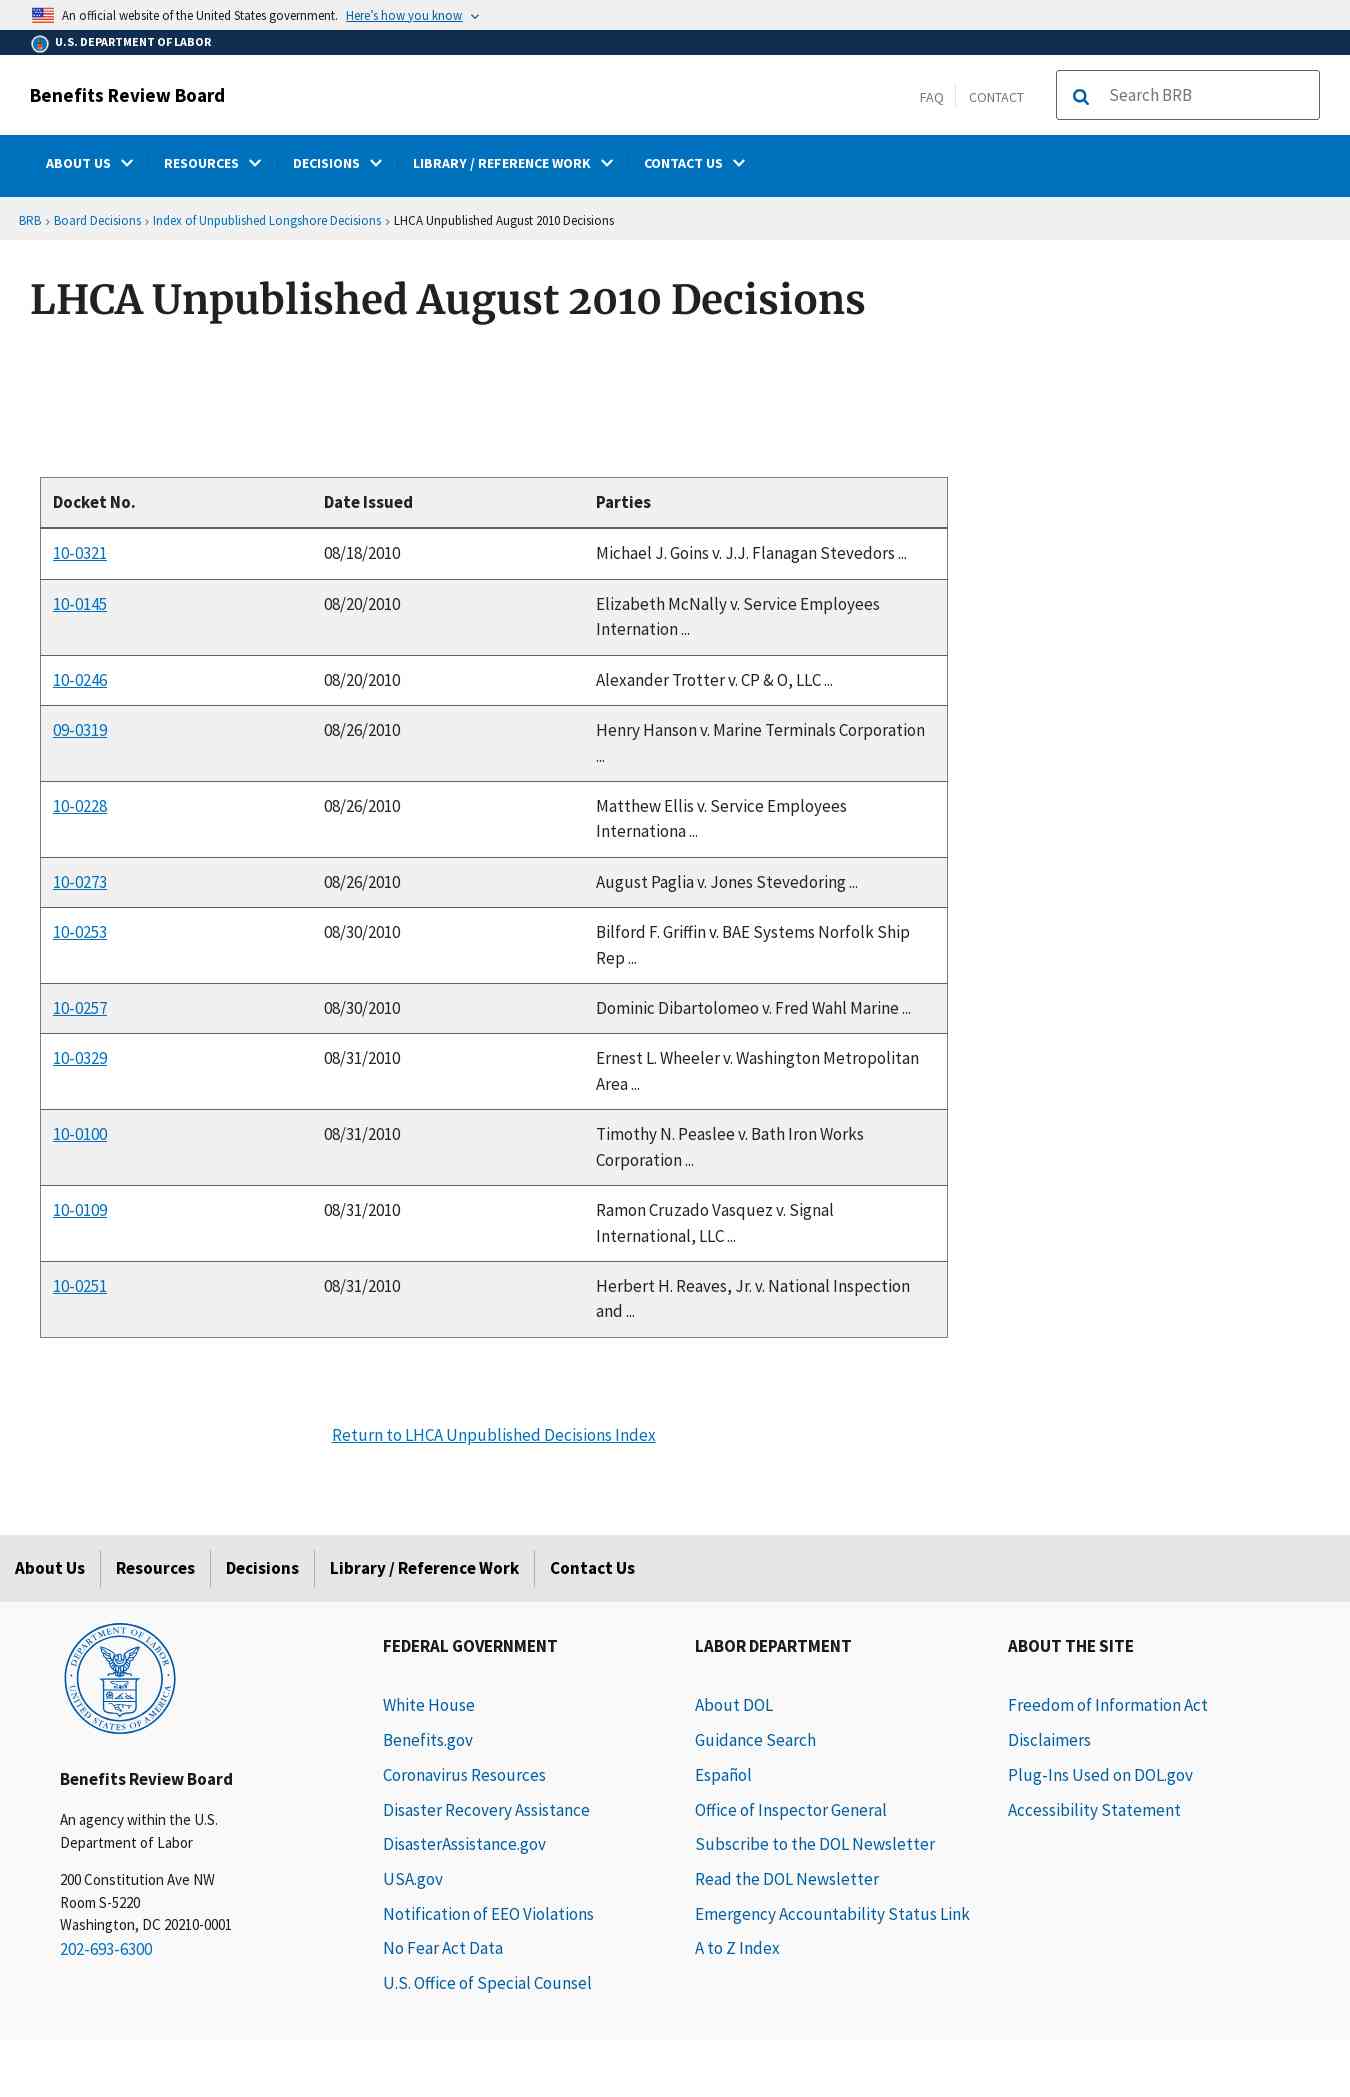 An official website of the United States government. Here's how you know
U.S. DEPARTMENT OF LABOR
Benefits Review Board
FAQ
CONTACT
Search BRB
ABOUT US
RESOURCES
DECISIONS
LIBRARY / REFERENCE WORK
CONTACT US
BRB › Board Decisions › Index of Unpublished Longshore Decisions › LHCA Unpublished August 2010 Decisions
LHCA Unpublished August 2010 Decisions
Docket No. Date Issued Parties
10-0321 08/18/2010 Michael J. Goins v. J.J. Flanagan Stevedors ...
10-0145 08/20/2010 Elizabeth McNally v. Service Employees
Internation ...
10-0246 08/20/2010 Alexander Trotter v. CP & O, LLC ...
09-0319 08/26/2010 Henry Hanson v. Marine Terminals Corporation
...
10-0228 08/26/2010 Matthew Ellis v. Service Employees
Internationa ...
10-0273 08/26/2010 August Paglia v. Jones Stevedoring ...
10-0253 08/30/2010 Bilford F. Griffin v. BAE Systems Norfolk Ship
Rep ...
10-0257 08/30/2010 Dominic Dibartolomeo v. Fred Wahl Marine ...
10-0329 08/31/2010 Ernest L. Wheeler v. Washington Metropolitan
Area ...
10-0100 08/31/2010 Timothy N. Peaslee v. Bath Iron Works
Corporation ...
10-0109 08/31/2010 Ramon Cruzado Vasquez v. Signal
International, LLC ...
10-0251 08/31/2010 Herbert H. Reaves, Jr. v. National Inspection
and ...
Return to LHCA Unpublished Decisions Index
About Us
Resources
Decisions
Library / Reference Work
Contact Us
DEPARTMENT OF LABOR
UNITED STATES OF AMERICA
Benefits Review Board
An agency within the U.S.
Department of Labor
200 Constitution Ave NW
Room S-5220
Washington, DC 20210-0001
202-693-6300
FEDERAL GOVERNMENT
White House
Benefits.gov
Coronavirus Resources
Disaster Recovery Assistance
DisasterAssistance.gov
USA.gov
Notification of EEO Violations
No Fear Act Data
U.S. Office of Special Counsel
LABOR DEPARTMENT
About DOL
Guidance Search
Español
Office of Inspector General
Subscribe to the DOL Newsletter
Read the DOL Newsletter
Emergency Accountability Status Link
A to Z Index
ABOUT THE SITE
Freedom of Information Act
Disclaimers
Plug-Ins Used on DOL.gov
Accessibility Statement